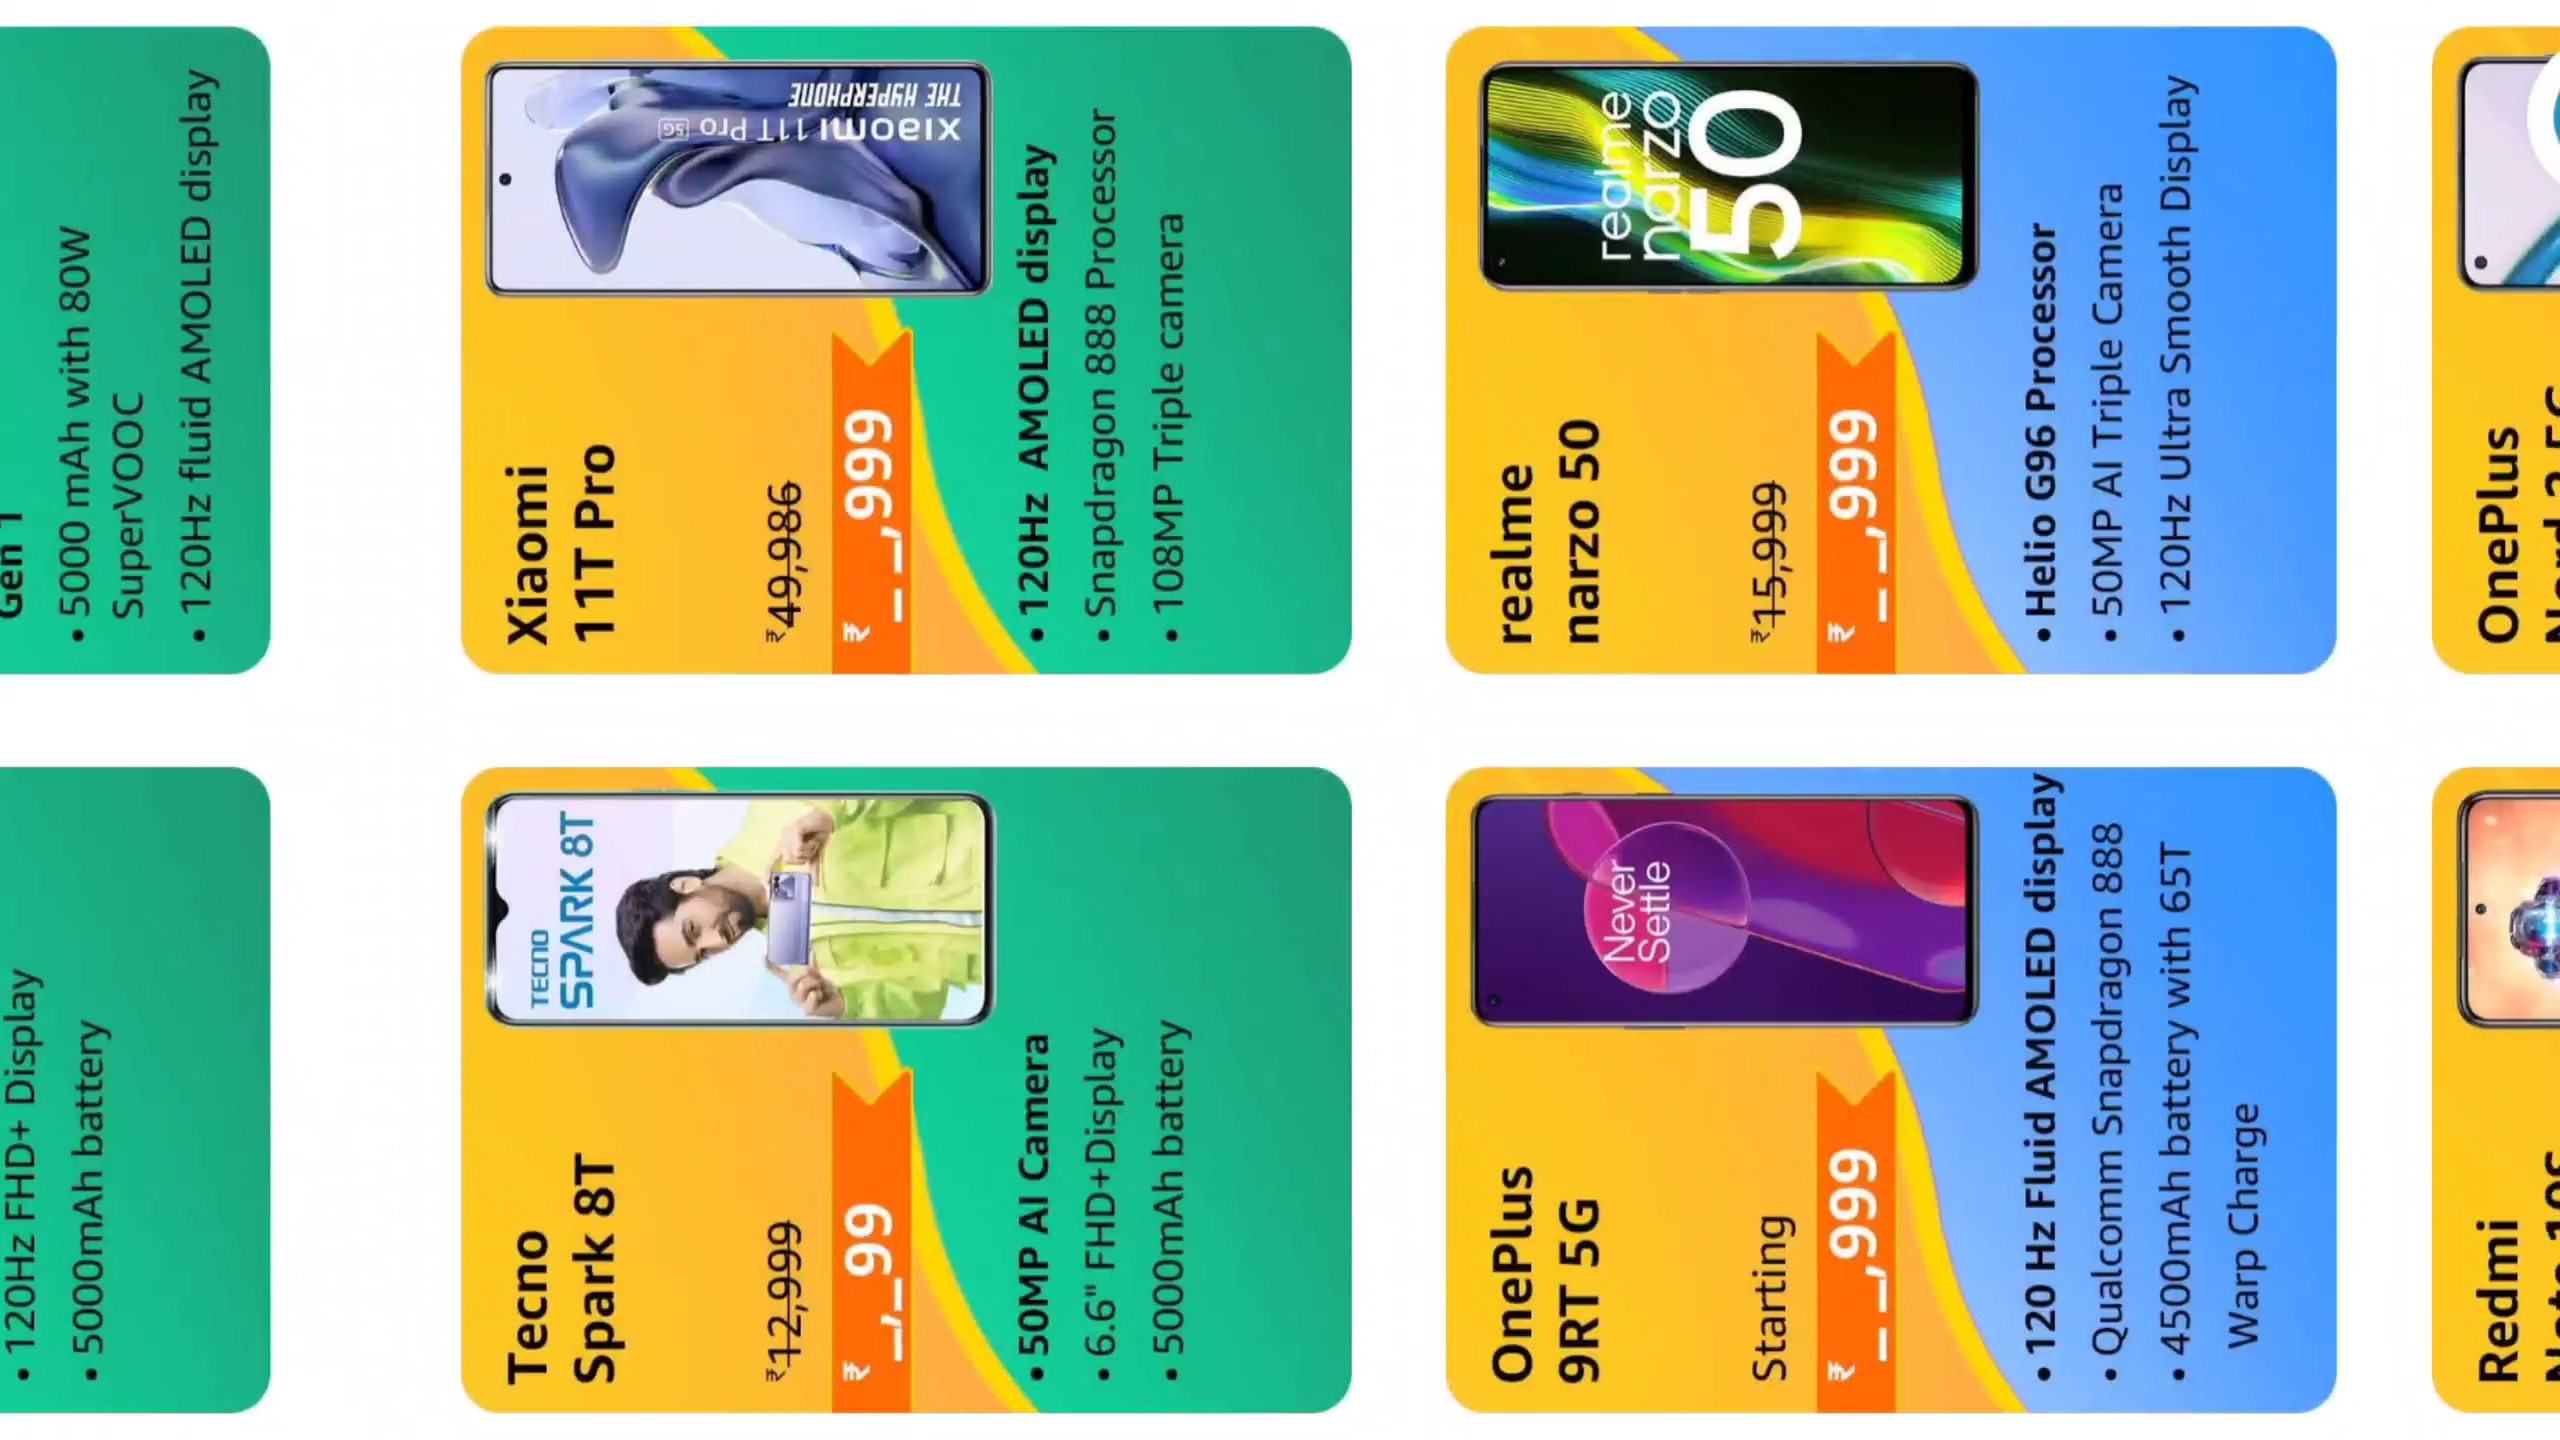 Gen 1
• 5000 mAh with 80W
SuperVOOC
• 120Hz fluid AMOLED display
• 120Hz FHD+ Display
• 5000mAh battery
Xiaomi
11T Pro
₹49,986
₹ _ _,999
THE HYPERPHONE
xiaomi 11T Pro 5G
• 120Hz AMOLED display
• Snapdragon 888 Processor
• 108MP Triple camera
Tecno
Spark 8T
₹12,999
₹ _,_99
TECNO
SPARK 8T
• 50MP AI Camera
• 6.6" FHD+Display
• 5000mAh battery
realme
narzo 50
₹15,999
₹ _ _,999
realme
narzo
50
• Helio G96 Processor
• 50MP AI Triple Camera
• 120Hz Ultra Smooth Display
OnePlus
9RT 5G
Starting
₹ _ _,999
Never
Settle
• 120 Hz Fluid AMOLED display
• Qualcomm Snapdragon 888
• 4500mAh battery with 65T
Warp Charge
OnePlus
Redmi